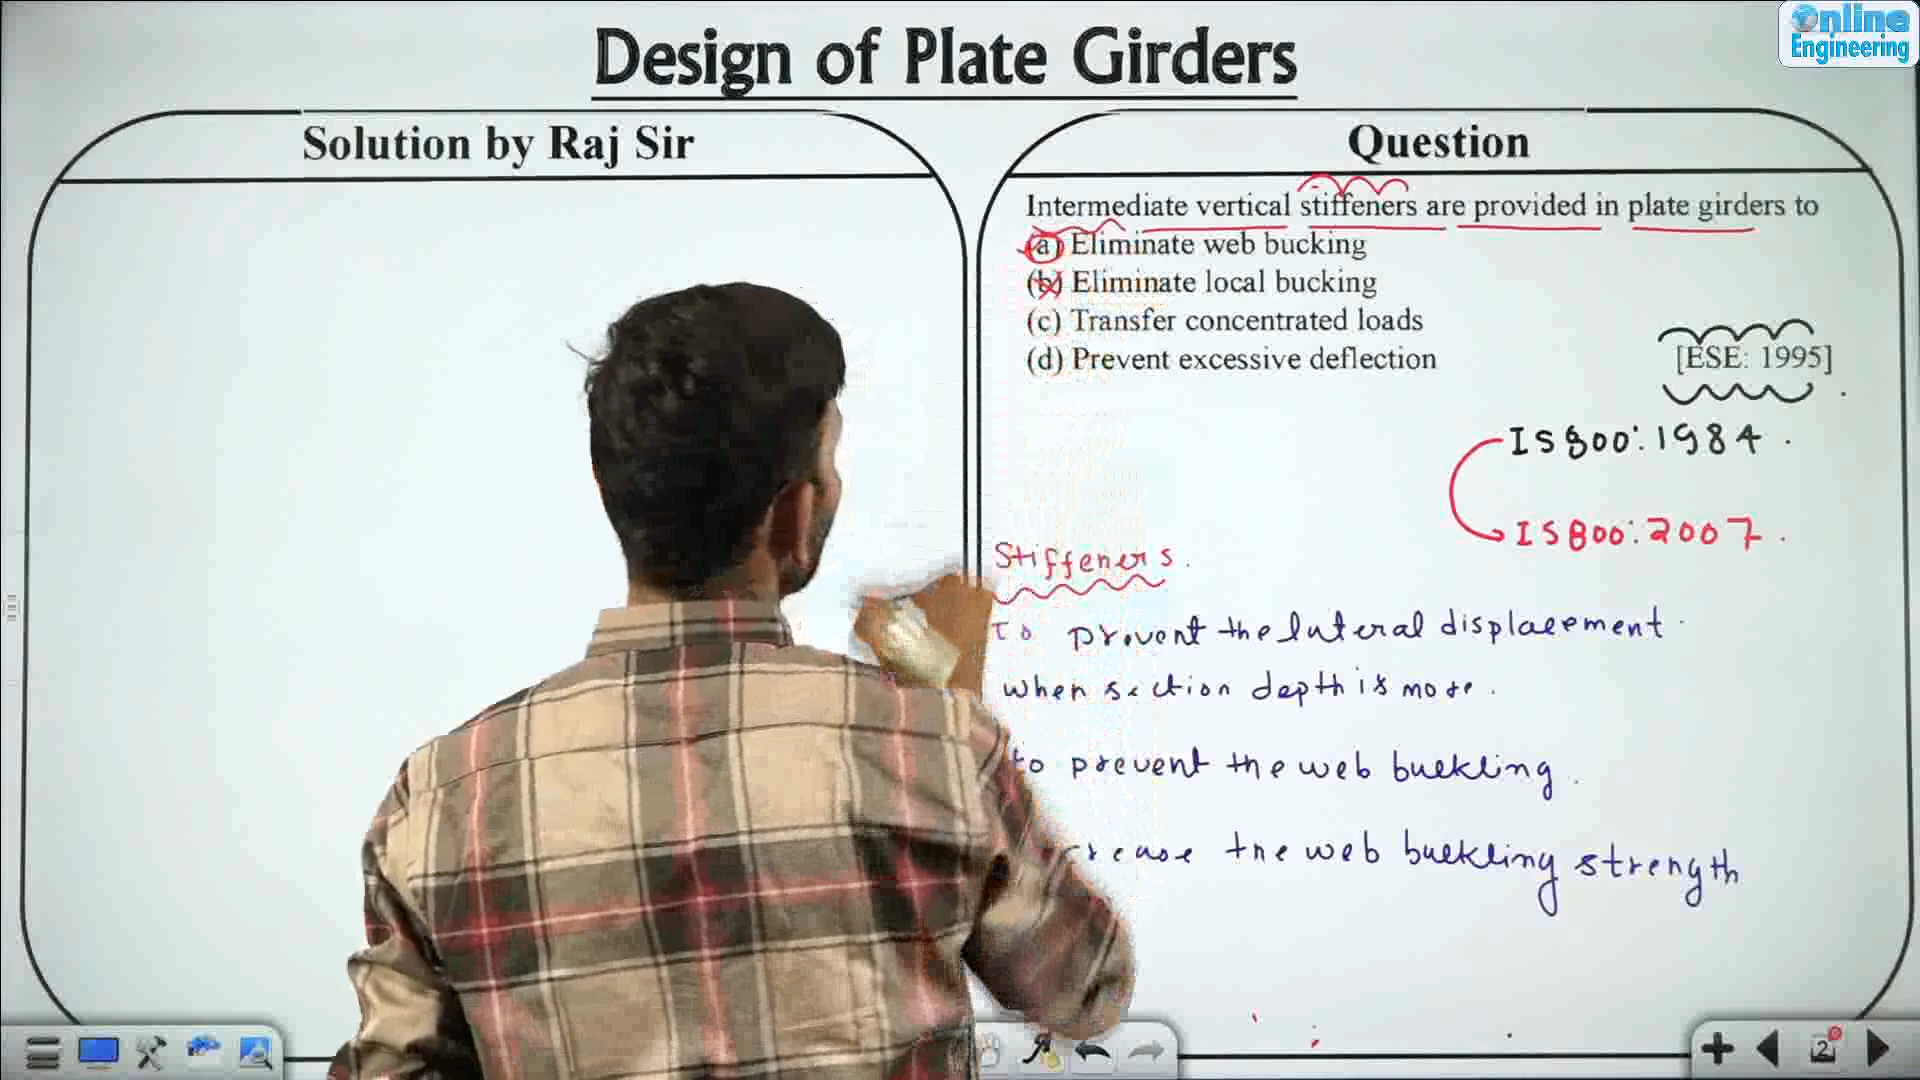 Online
Engineering
Design of Plate Girders
Solution by Raj Sir
Question
Intermediate vertical stiffeners are provided in plate girders to
(a) Eliminate web bucking
(b) Eliminate local bucking
(c) Transfer concentrated loads
(d) Prevent excessive deflection
[ESE: 1995]
IS 800:1984.
IS 800:2007.
Stiffeners.
To prevent the lateral displacement.
when section depth is more.
to prevent the web buckling.
the web buckling strength
2